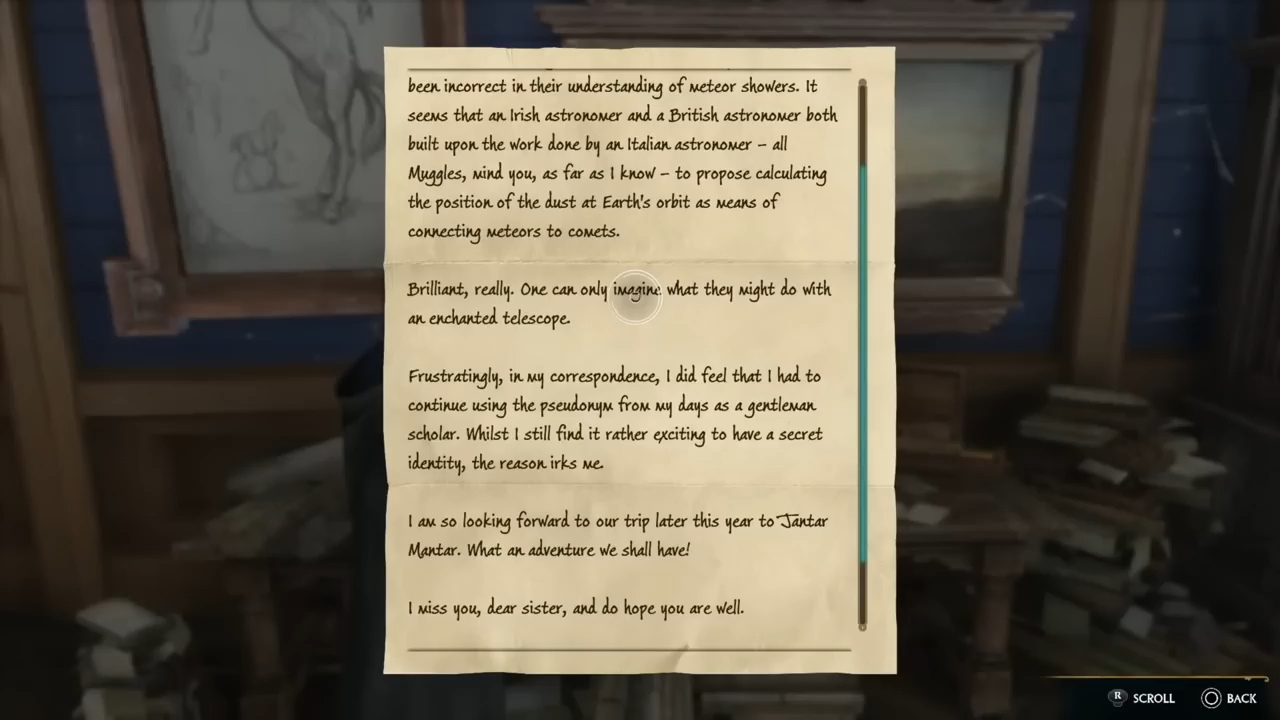 been incorrect in their understanding of meteor showers. It
seems that an Irish astronomer and a British astronomer both
built upon the work done by an Italian astronomer – all
Muggles, mind you, as far as I know – to propose calculating
the position of the dust at Earth's orbit as means of
connecting meteors to comets.
Brilliant, really. One can only imagine what they might do with
an enchanted telescope.
Frustratingly, in my correspondence, I did feel that I had to
continue using the pseudonym from my days as a gentleman
scholar. Whilst I still find it rather exciting to have a secret
identity, the reason irks me.
I am so looking forward to our trip later this year to Jantar
Mantar. What an adventure we shall have!
I miss you, dear sister, and do hope you are well.
R SCROLL BACK